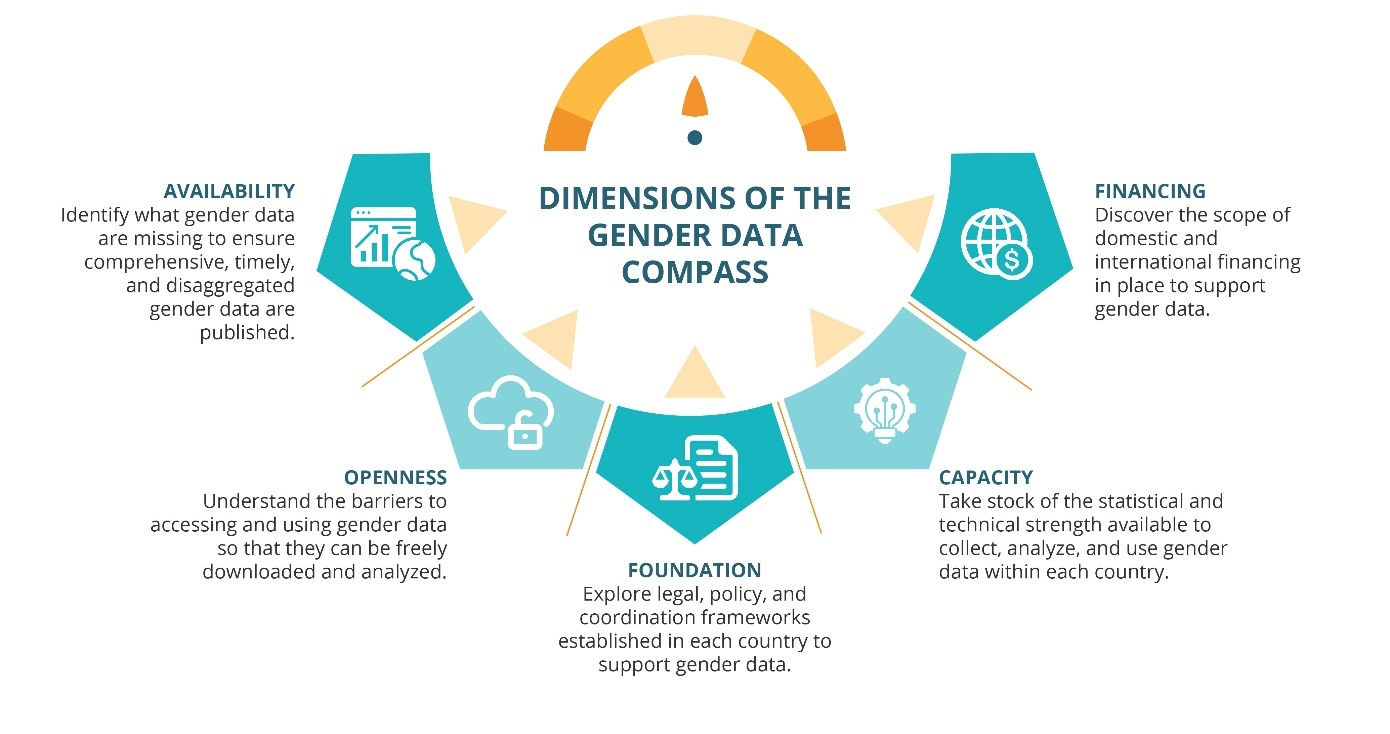 DIMENSIONS OF THE
GENDER DATA
COMPASS
AVAILABILITY
Identify what gender data
are missing to ensure
comprehensive, timely,
and disaggregated
gender data are
published.
OPENNESS
Understand the barriers to
accessing and using gender data
so that they can be freely
downloaded and analyzed.
FOUNDATION
Explore legal, policy, and
coordination frameworks
established in each country to
support gender data.
CAPACITY
Take stock of the statistical and
technical strength available to
collect, analyze, and use gender
data within each country.
FINANCING
Discover the scope of
domestic and
international financing
in place to support
gender data.
$